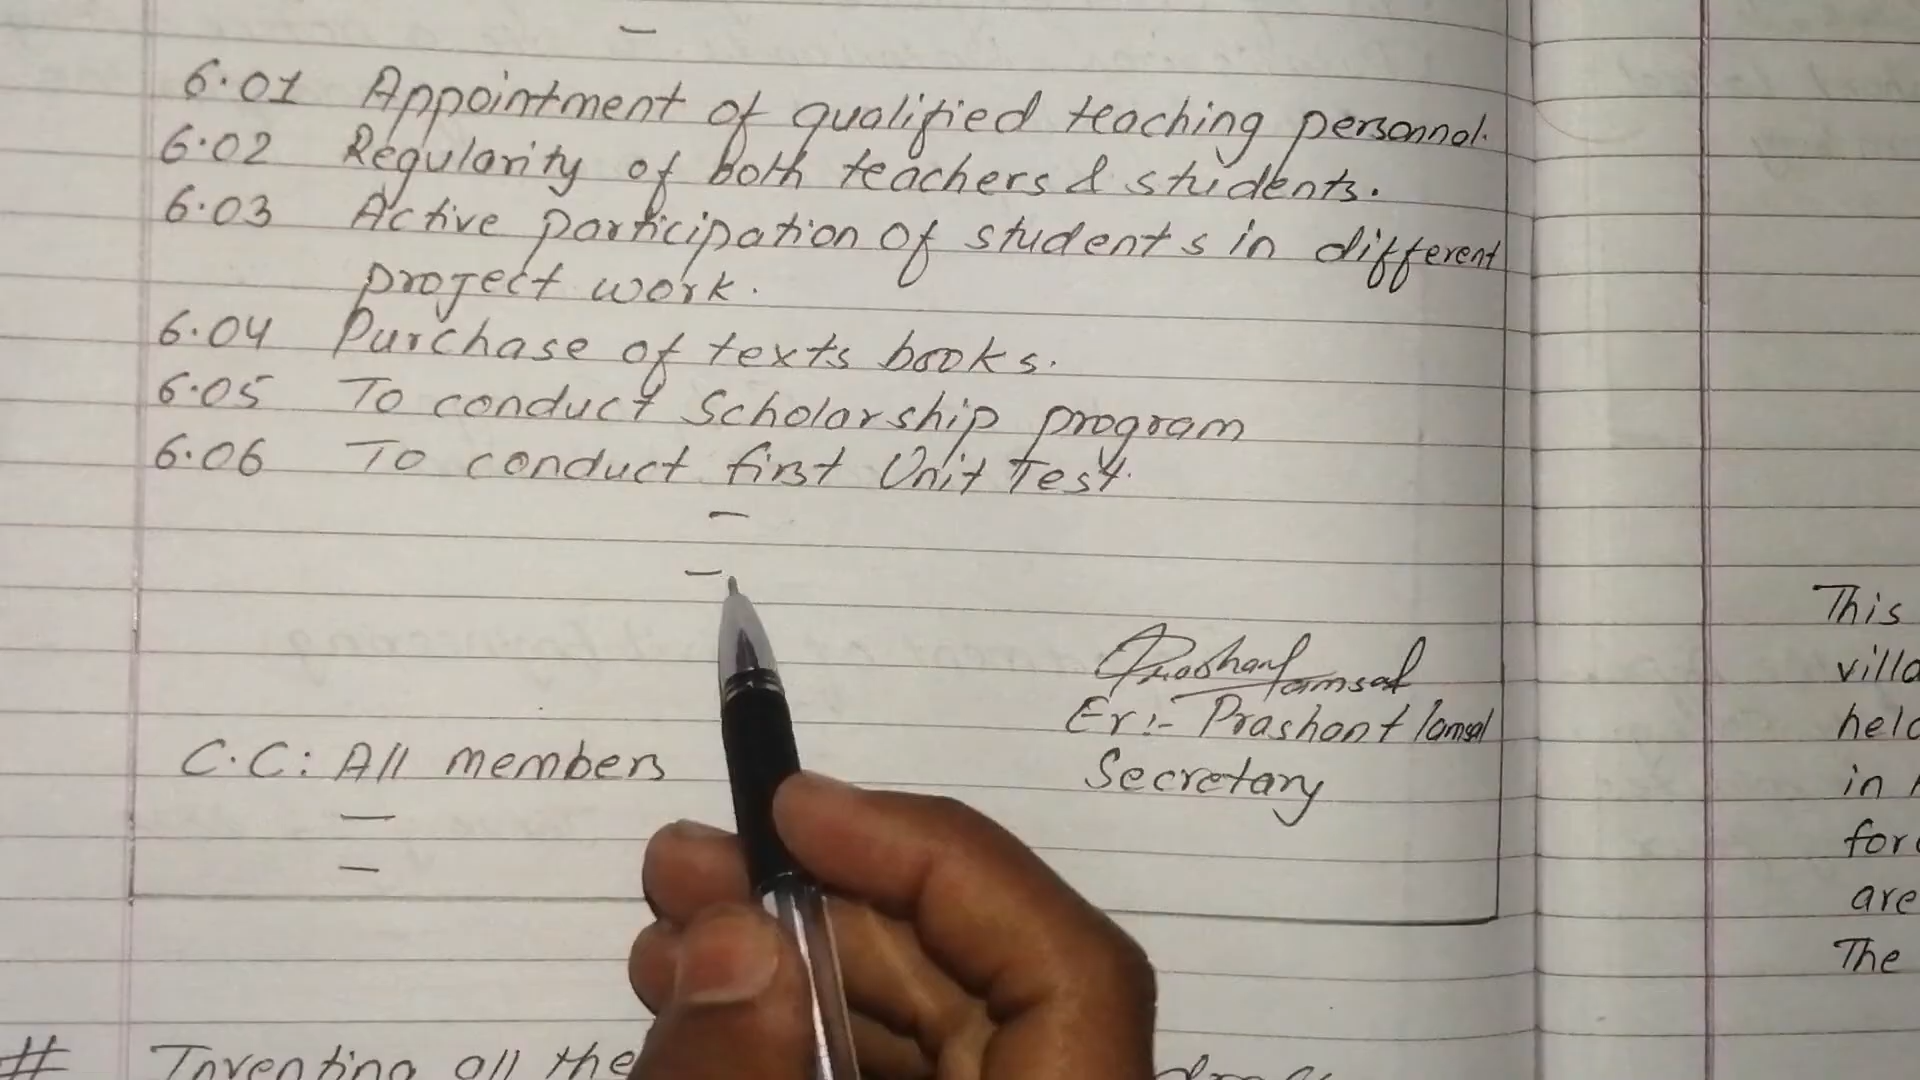 6.01 Appointment of qualified teaching personnal.
6.02 Regularity of both teachers & students.
6.03 Active participation of students in different
project work.
6.04 Purchase of texts books.
6.05 To conduct Scholarship program
6.06 To conduct first Unit Test.
Prashant lamsal
Er:- Prashant lamsal
C.C: All members
Secretary
# Inventing all the
This
villa
held
in
for
are
The